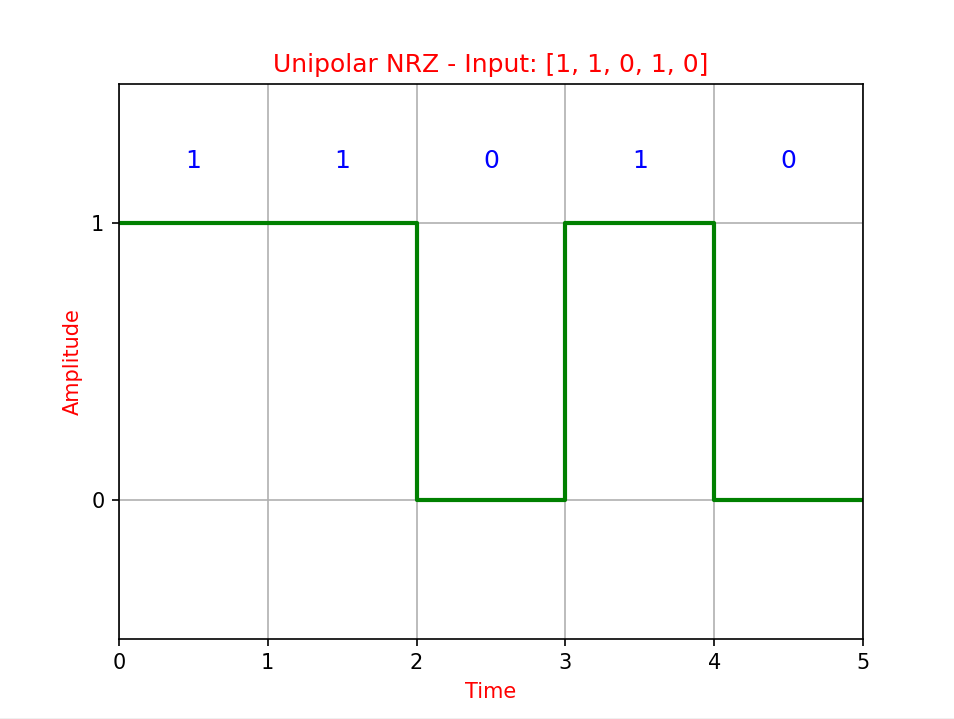 Unipolar NRZ - Input: [1, 1, 0, 1, 0]
1 1 0 1 0
1
Amplitude
0
0 1 2 3 4 5
Time